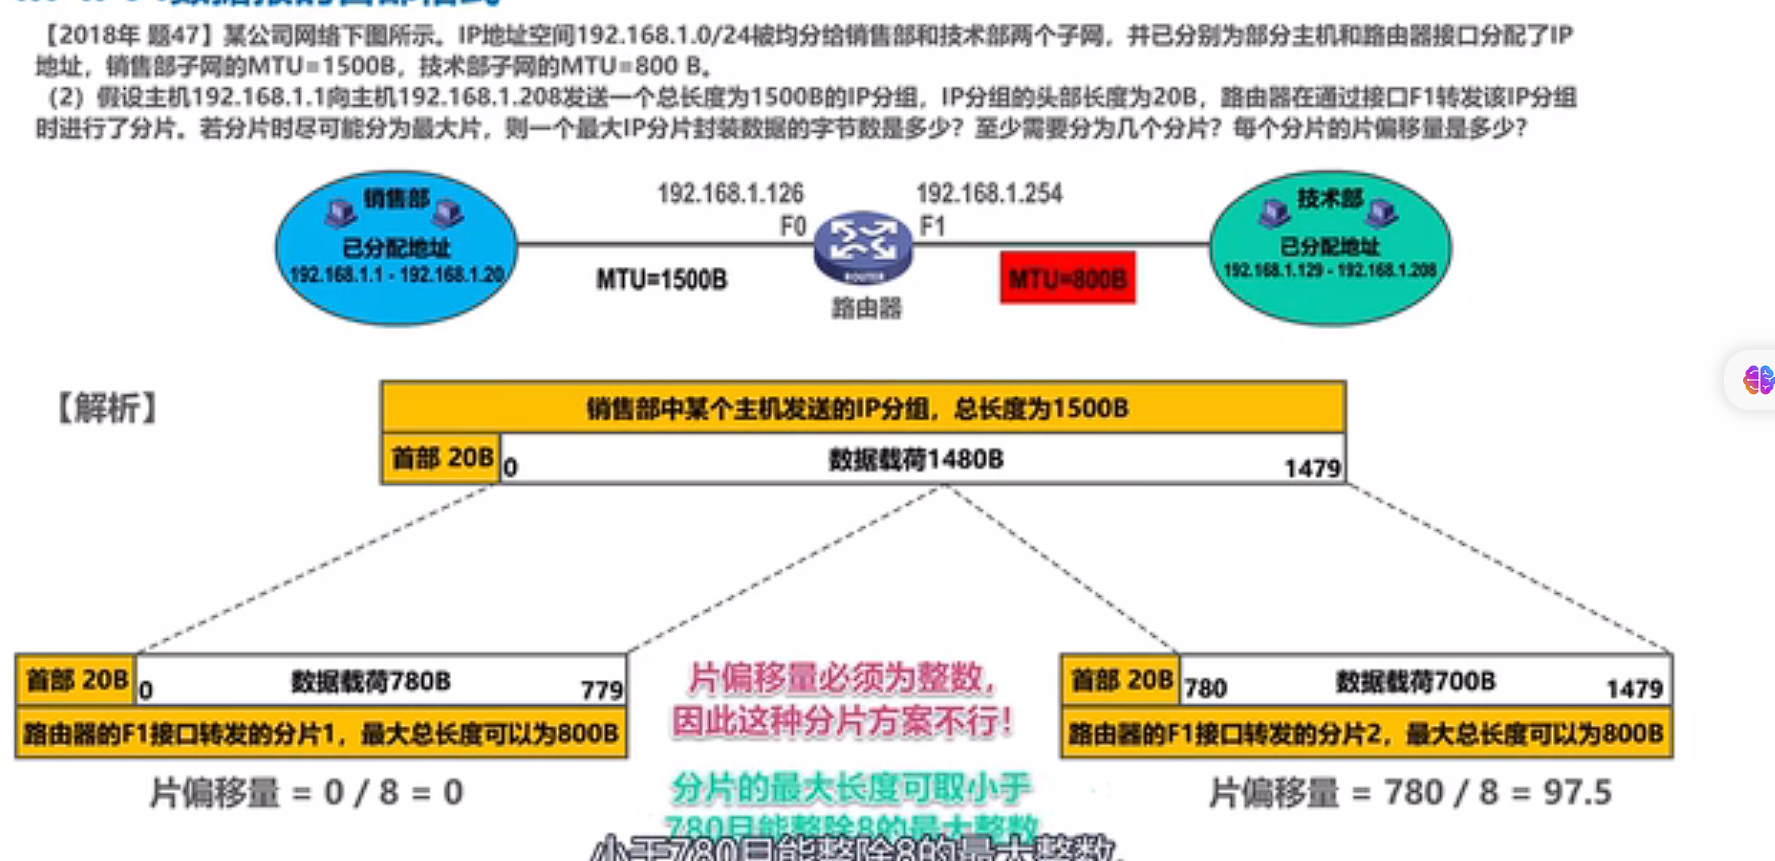 【2018年 题47】某公司网络下图所示。IP地址空间192.168.1.0/24被均分给销售部和技术部两个子网，并已分别为部分主机和路由器接口分配了IP
地址，销售部子网的MTU=1500B，技术部子网的MTU=800 B。
（2）假设主机192.168.1.1向主机192.168.1.208发送一个总长度为1500B的IP分组，IP分组的头部长度为20B，路由器在通过接口F1转发该IP分组
时进行了分片。若分片时尽可能分为最大片，则一个最大IP分片封装数据的字节数是多少？至少需要分为几个分片？每个分片的片偏移量是多少？
销售部
已分配地址
192.168.1.1 - 192.168.1.20
192.168.1.126
F0
192.168.1.254
F1
MTU=1500B
ROUTER
路由器
MTU=800B
技术部
已分配地址
192.168.1.129 - 192.168.1.208
【解析】
销售部中某个主机发送的IP分组，总长度为1500B
首部 20B
0
数据载荷1480B
1479
首部 20B
0
数据载荷780B
779
路由器的F1接口转发的分片1，最大总长度可以为800B
片偏移量 = 0 / 8 = 0
片偏移量必须为整数，
因此这种分片方案不行！
分片的最大长度可取小于
780且能整除8的最大整数
首部 20B
780
数据载荷700B
1479
路由器的F1接口转发的分片2，最大总长度可以为800B
片偏移量 = 780 / 8 = 97.5
小于780且能整除8的最大整数，